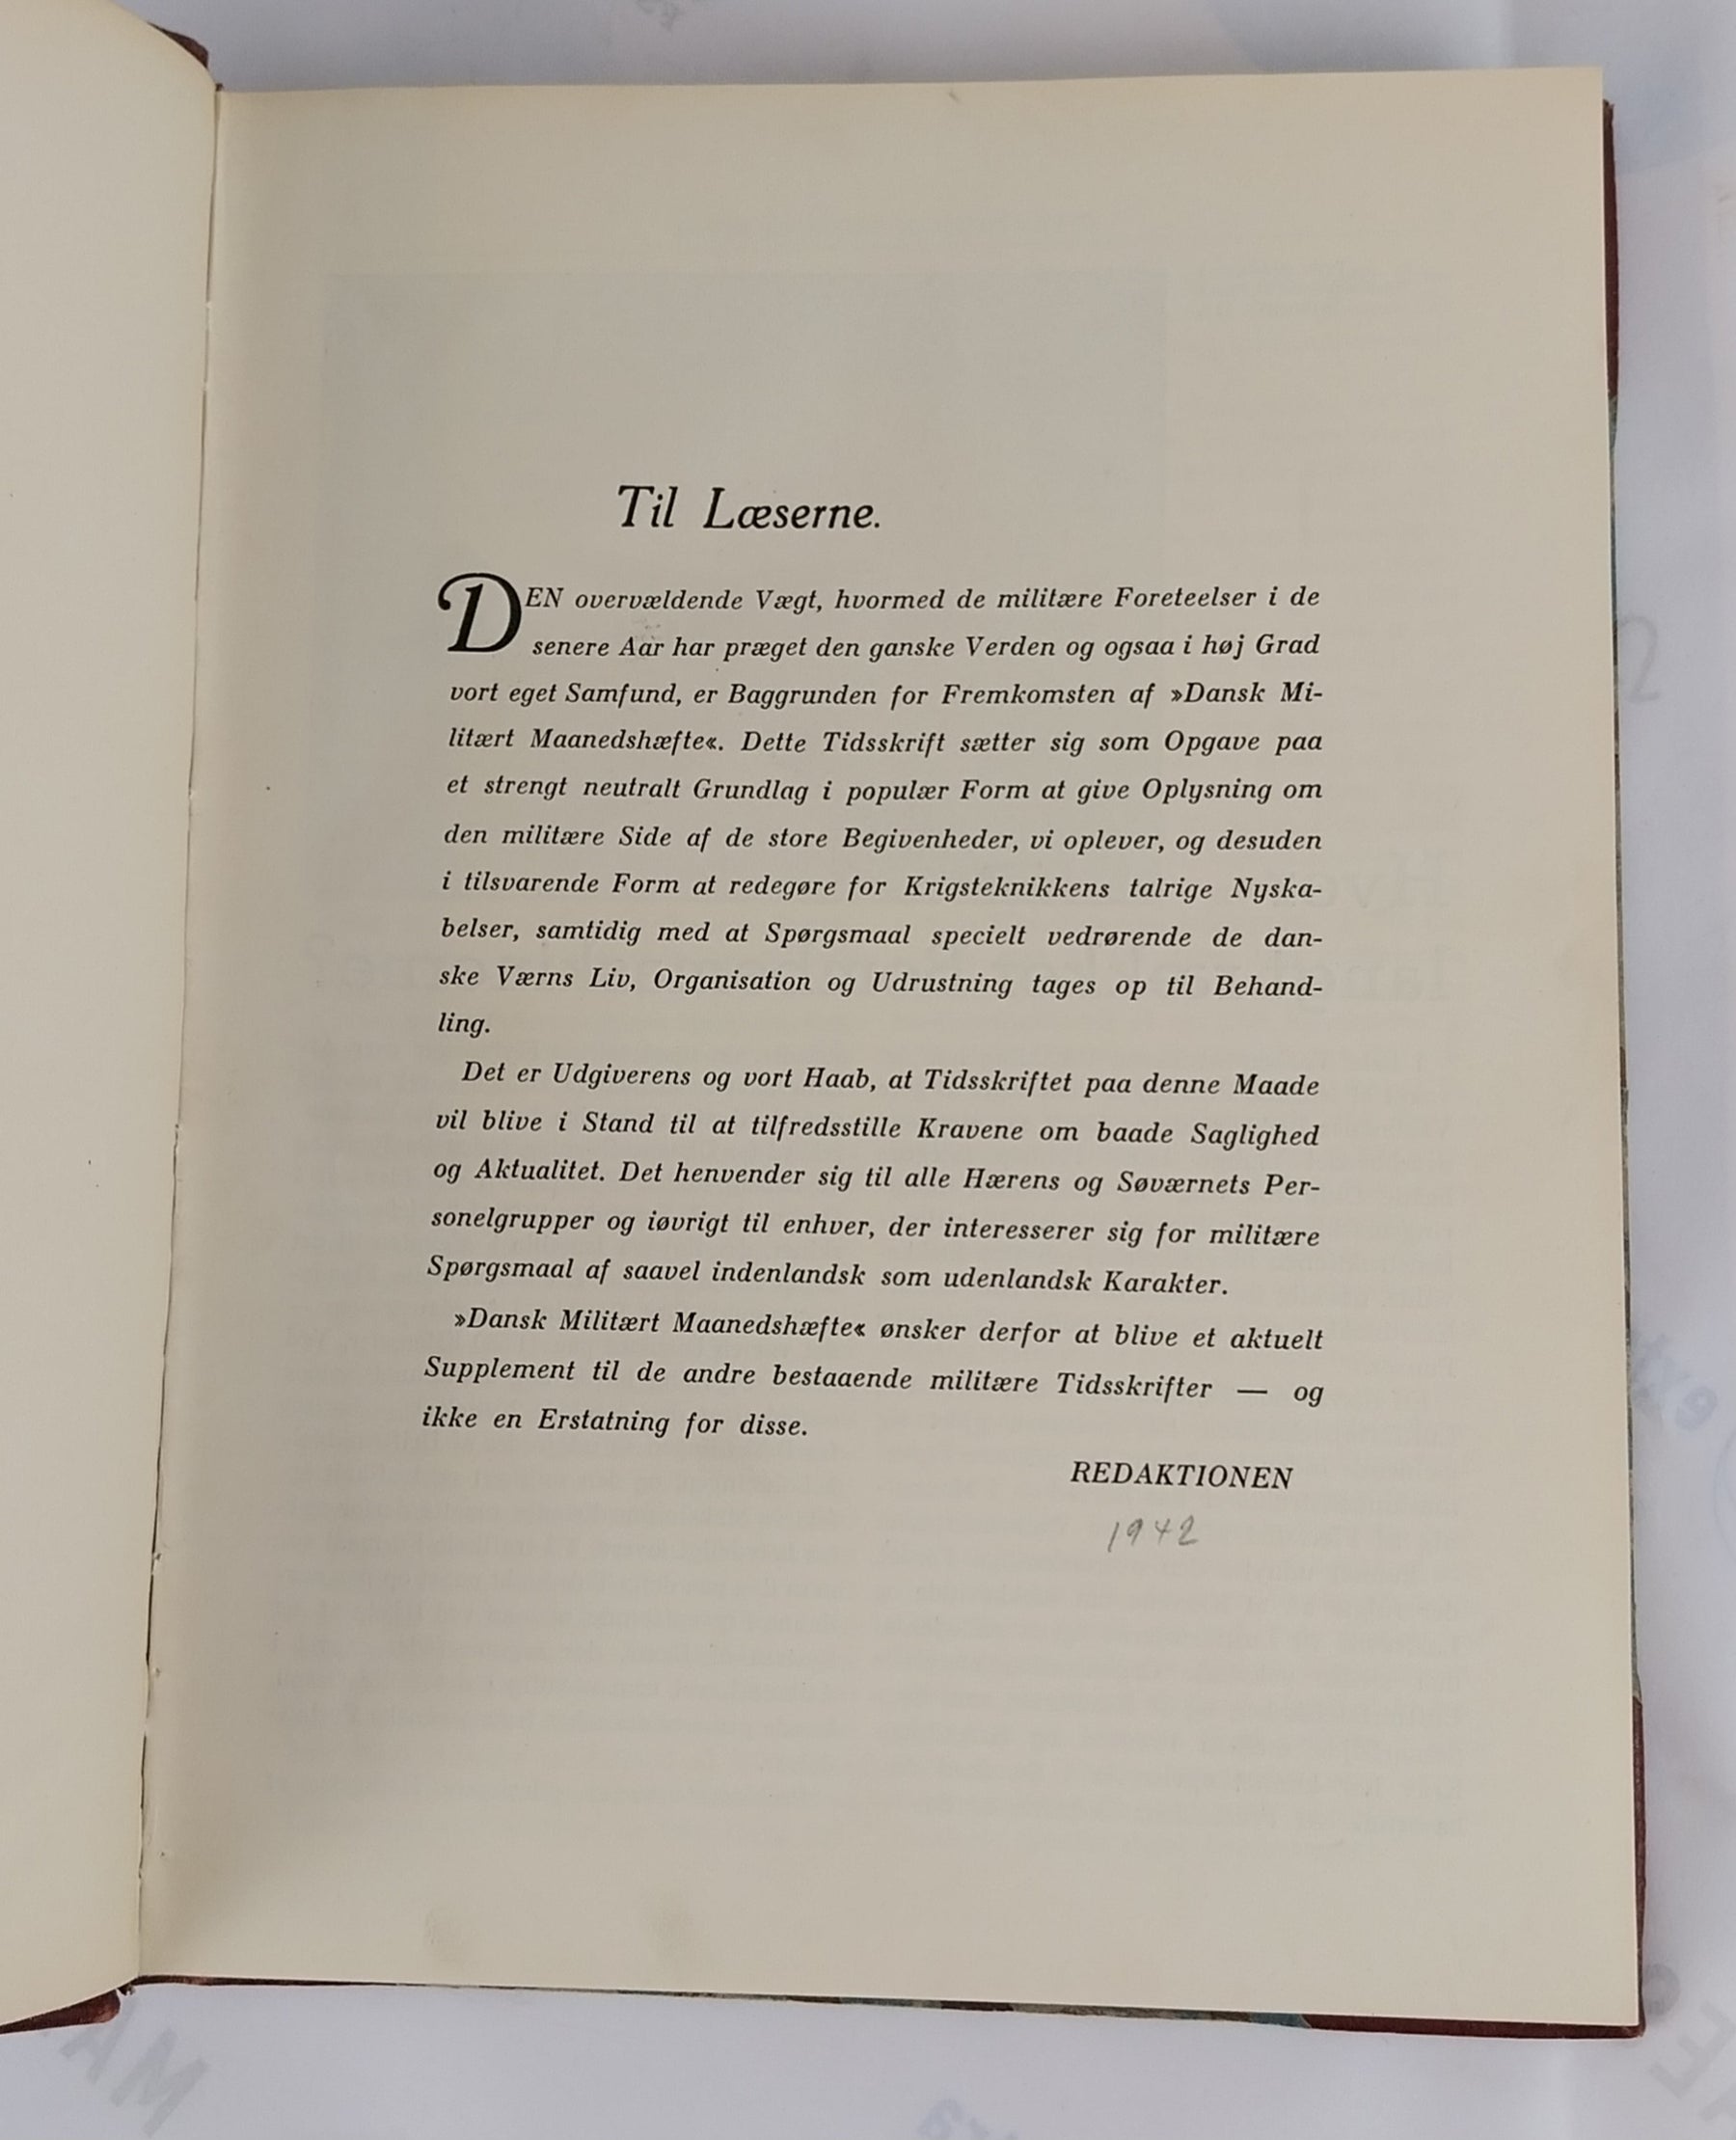 Til Læserne.
DEN overvældende Vægt, hvormed de militære Foreteelser i de
senere Aar har præget den ganske Verden og ogsaa i høj Grad
vort eget Samfund, er Baggrunden for Fremkomsten af »Dansk Mi-
litært Maanedshæfte«. Dette Tidsskrift sætter sig som Opgave paa
et strengt neutralt Grundlag i populær Form at give Oplysning om
den militære Side af de store Begivenheder, vi oplever, og desuden
i tilsvarende Form at redegøre for Krigsteknikkens talrige Nyska-
belser, samtidig med at Spørgsmaal specielt vedrørende de dan-
ske Værns Liv, Organisation og Udrustning tages op til Behand-
ling.
Det er Udgiverens og vort Haab, at Tidsskriftet paa denne Maade
vil blive i Stand til at tilfredsstille Kravene om baade Saglighed
og Aktualitet. Det henvender sig til alle Hærens og Søværnets Per-
sonelgrupper og iøvrigt til enhver, der interesserer sig for militære
Spørgsmaal af saavel indenlandsk som udenlandsk Karakter.
»Dansk Militært Maanedshæfte« ønsker derfor at blive et aktuelt
Supplement til de andre bestaaende militære Tidsskrifter — og
ikke en Erstatning for disse.
REDAKTIONEN
1942